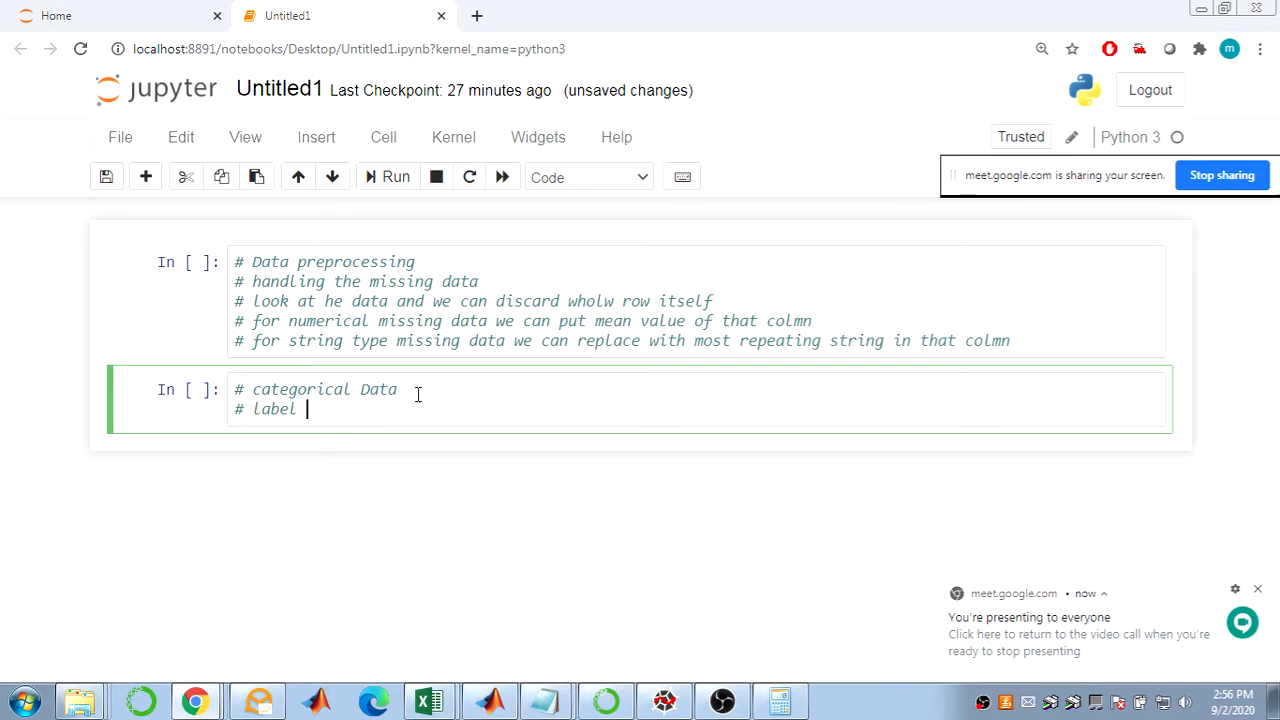 Home
Untitled1
localhost:8891/notebooks/Desktop/Untitled1.ipynb?kernel_name=python3
m
jupyter Untitled1 Last Checkpoint: 27 minutes ago (unsaved changes)
Logout
File Edit View Insert Cell Kernel Widgets Help
Trusted Python 3
Run Code
meet.google.com is sharing your screen. Stop sharing
In [ ]: # Data preprocessing
# handling the missing data
# look at he data and we can discard wholw row itself
# for numerical missing data we can put mean value of that colmn
# for string type missing data we can replace with most repeating string in that colmn
In [ ]: # categorical Data
# label
meet.google.com • now
You're presenting to everyone
Click here to return to the video call when you're
ready to stop presenting
2:56 PM
9/2/2020